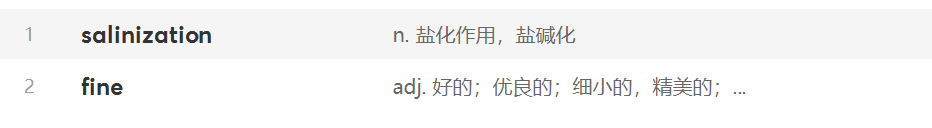 1 salinization n. 盐化作用，盐碱化
2 fine adj. 好的；优良的；细小的，精美的；...